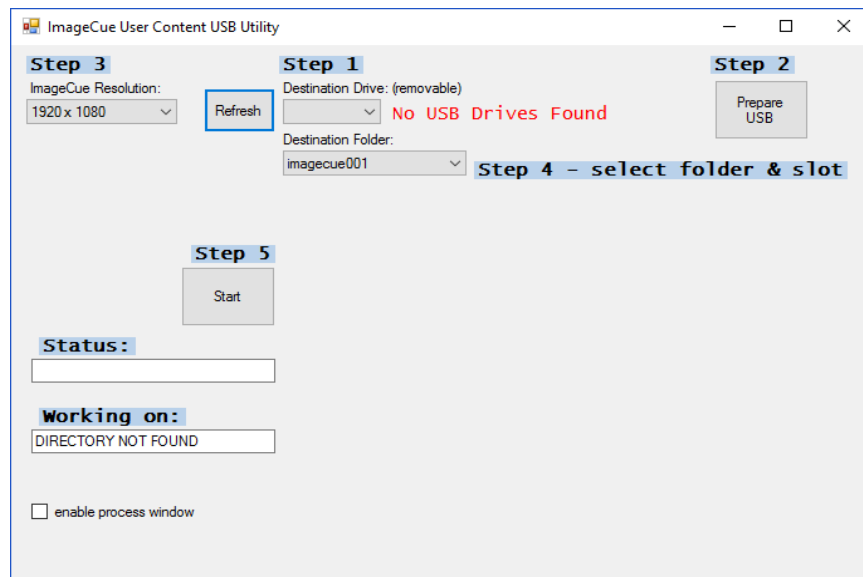 ImageCue User Content USB Utility
Step 3
Step 1
Step 2
ImageCue Resolution:
Destination Drive: (removable)
1920 x 1080
Refresh
No USB Drives Found
Prepare
USB
Destination Folder:
imagecue001
Step 4 - select folder & slot
Step 5
Start
Status:
Working on:
DIRECTORY NOT FOUND
enable process window